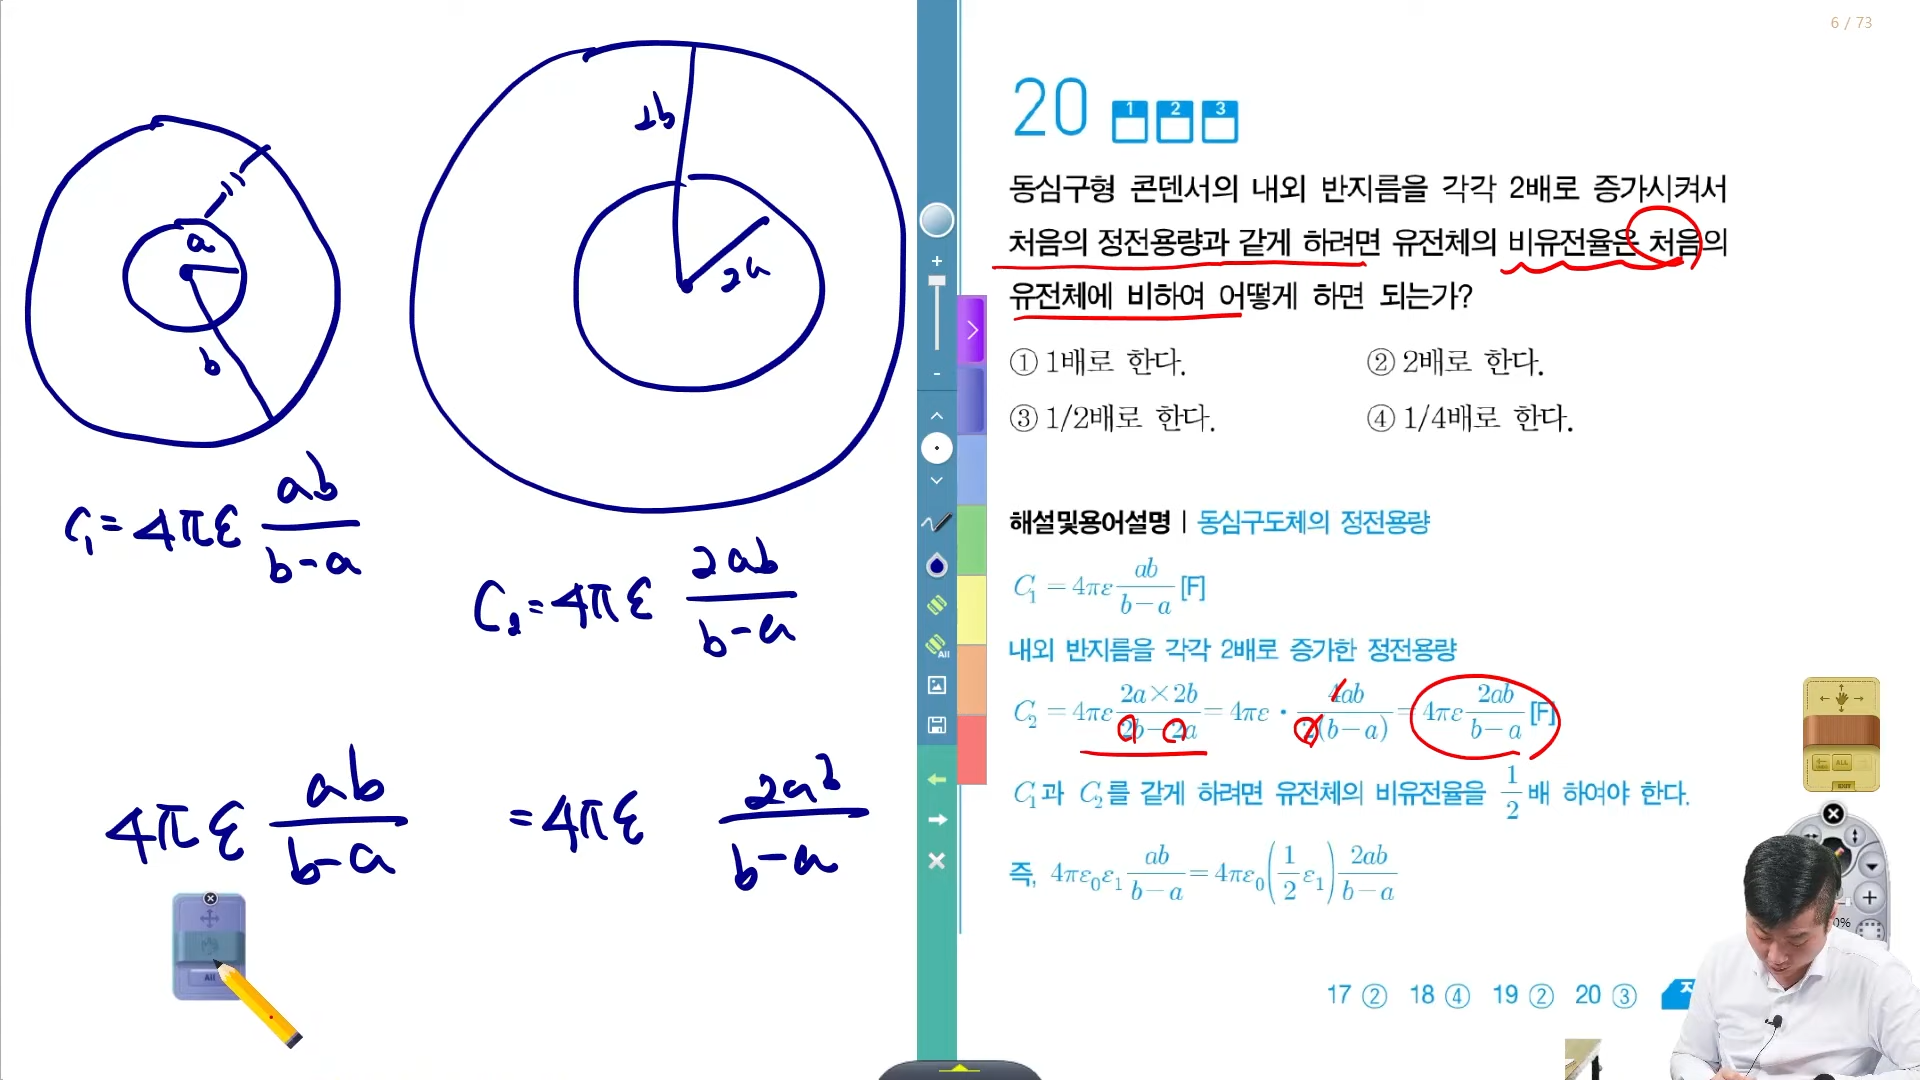 6 / 73
a
b
2b
2a
C₁ = 4πε ab/(b-a)
C₂ = 4πε 2ab/(b-a)
4πε ab/(b-a) = 4πε 2ab/(b-a)
20 1 2 3
동심구형 콘덴서의 내외 반지름을 각각 2배로 증가시켜서
처음의 정전용량과 같게 하려면 유전체의 비유전율은 처음의
유전체에 비하여 어떻게 하면 되는가?
① 1배로 한다. ② 2배로 한다.
③ 1/2배로 한다. ④ 1/4배로 한다.
해설및용어설명 | 동심구도체의 정전용량
C₁ = 4πε ab/(b-a) [F]
내외 반지름을 각각 2배로 증가한 정전용량
C₂ = 4πε (2a×2b)/(2b-2a) = 4πε · 4ab/(2(b-a)) = 4πε 2ab/(b-a) [F]
C₁과 C₂를 같게 하려면 유전체의 비유전율을 1/2배 하여야 한다.
즉, 4πε₀ε₁ ab/(b-a) = 4πε₀(1/2 ε₁) 2ab/(b-a)
17 ② 18 ④ 19 ② 20 ③
All
ALL
EXIT